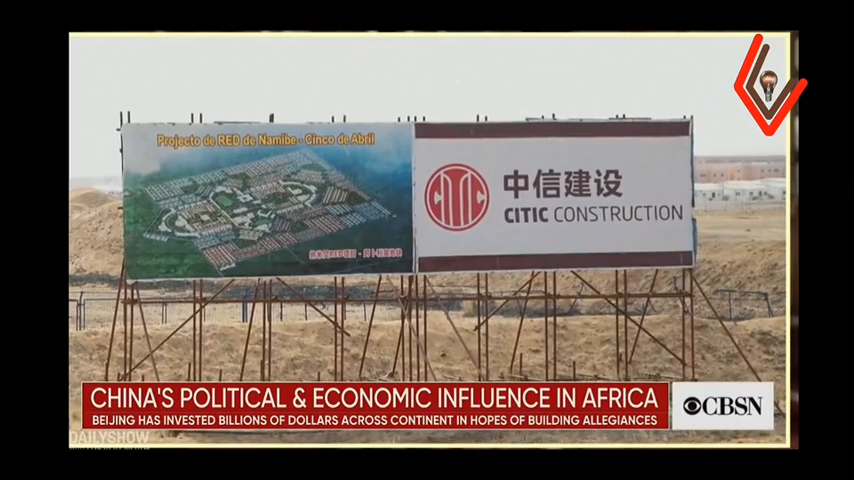 Projecto de RED de Namibe - Cinco de Abril
中信建设
CITIC CONSTRUCTION
CHINA'S POLITICAL & ECONOMIC INFLUENCE IN AFRICA
BEIJING HAS INVESTED BILLIONS OF DOLLARS ACROSS CONTINENT IN HOPES OF BUILDING ALLEGIANCES
CBSN
DAILYSHOW